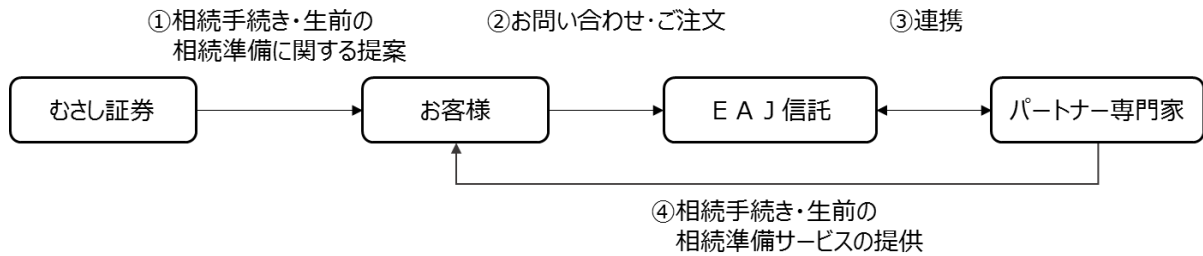 ①相続手続き・生前の
相続準備に関する提案
②お問い合わせ・ご注文
③連携
むさし証券
お客様
ＥＡＪ信託
パートナー専門家
④相続手続き・生前の
相続準備サービスの提供